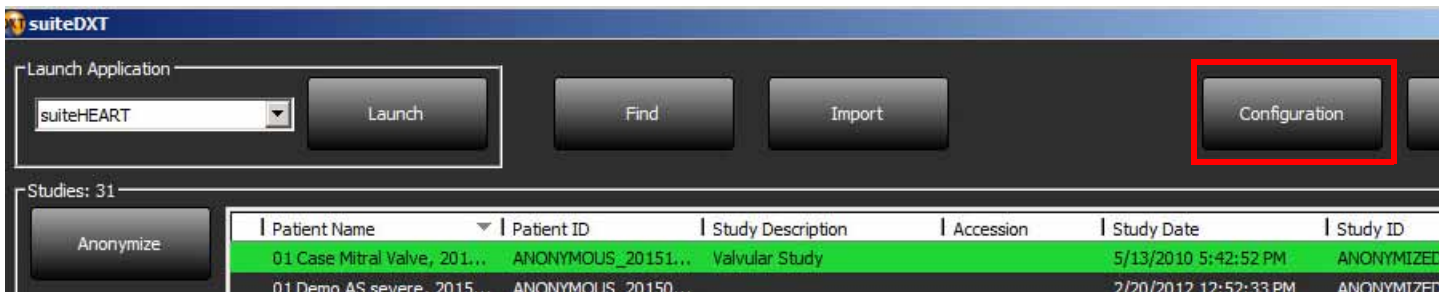 suiteDXT
Launch Application
suiteHEART Launch Find Import Configuration
Studies: 31
Anonymize
Patient Name Patient ID Study Description Accession Study Date Study ID
01 Case Mitral Valve, 201... ANONYMOUS_20151... Valvular Study 5/13/2010 5:42:52 PM ANONYMIZED
01 Demo AS severe, 2015... ANONYMOUS_20150... 2/20/2012 12:52:33 PM ANONYMIZED